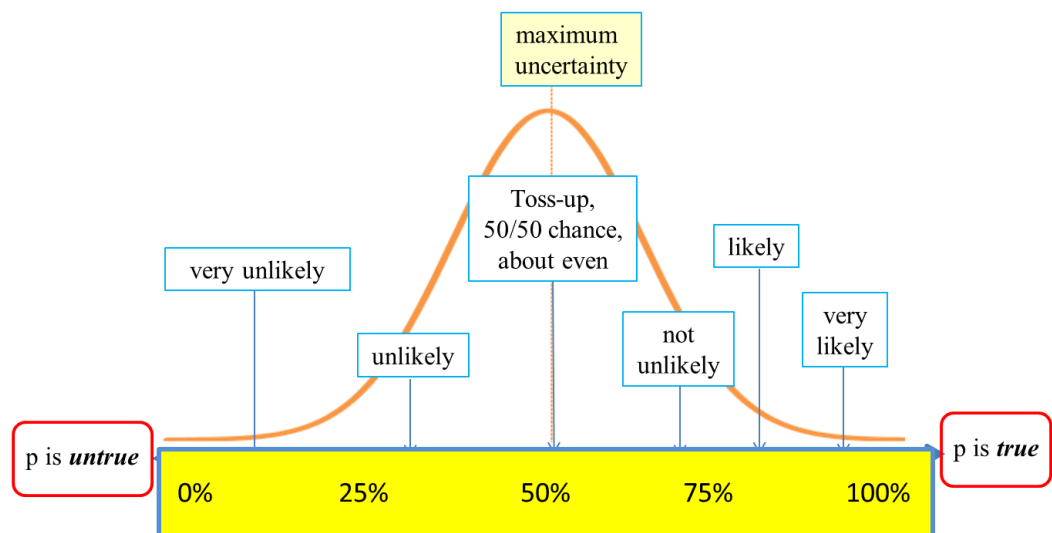 maximum
uncertainty
Toss-up,
50/50 chance,
about even
likely
very unlikely
very
likely
not
unlikely
unlikely
p is untrue
p is true
0% 25% 50% 75% 100%